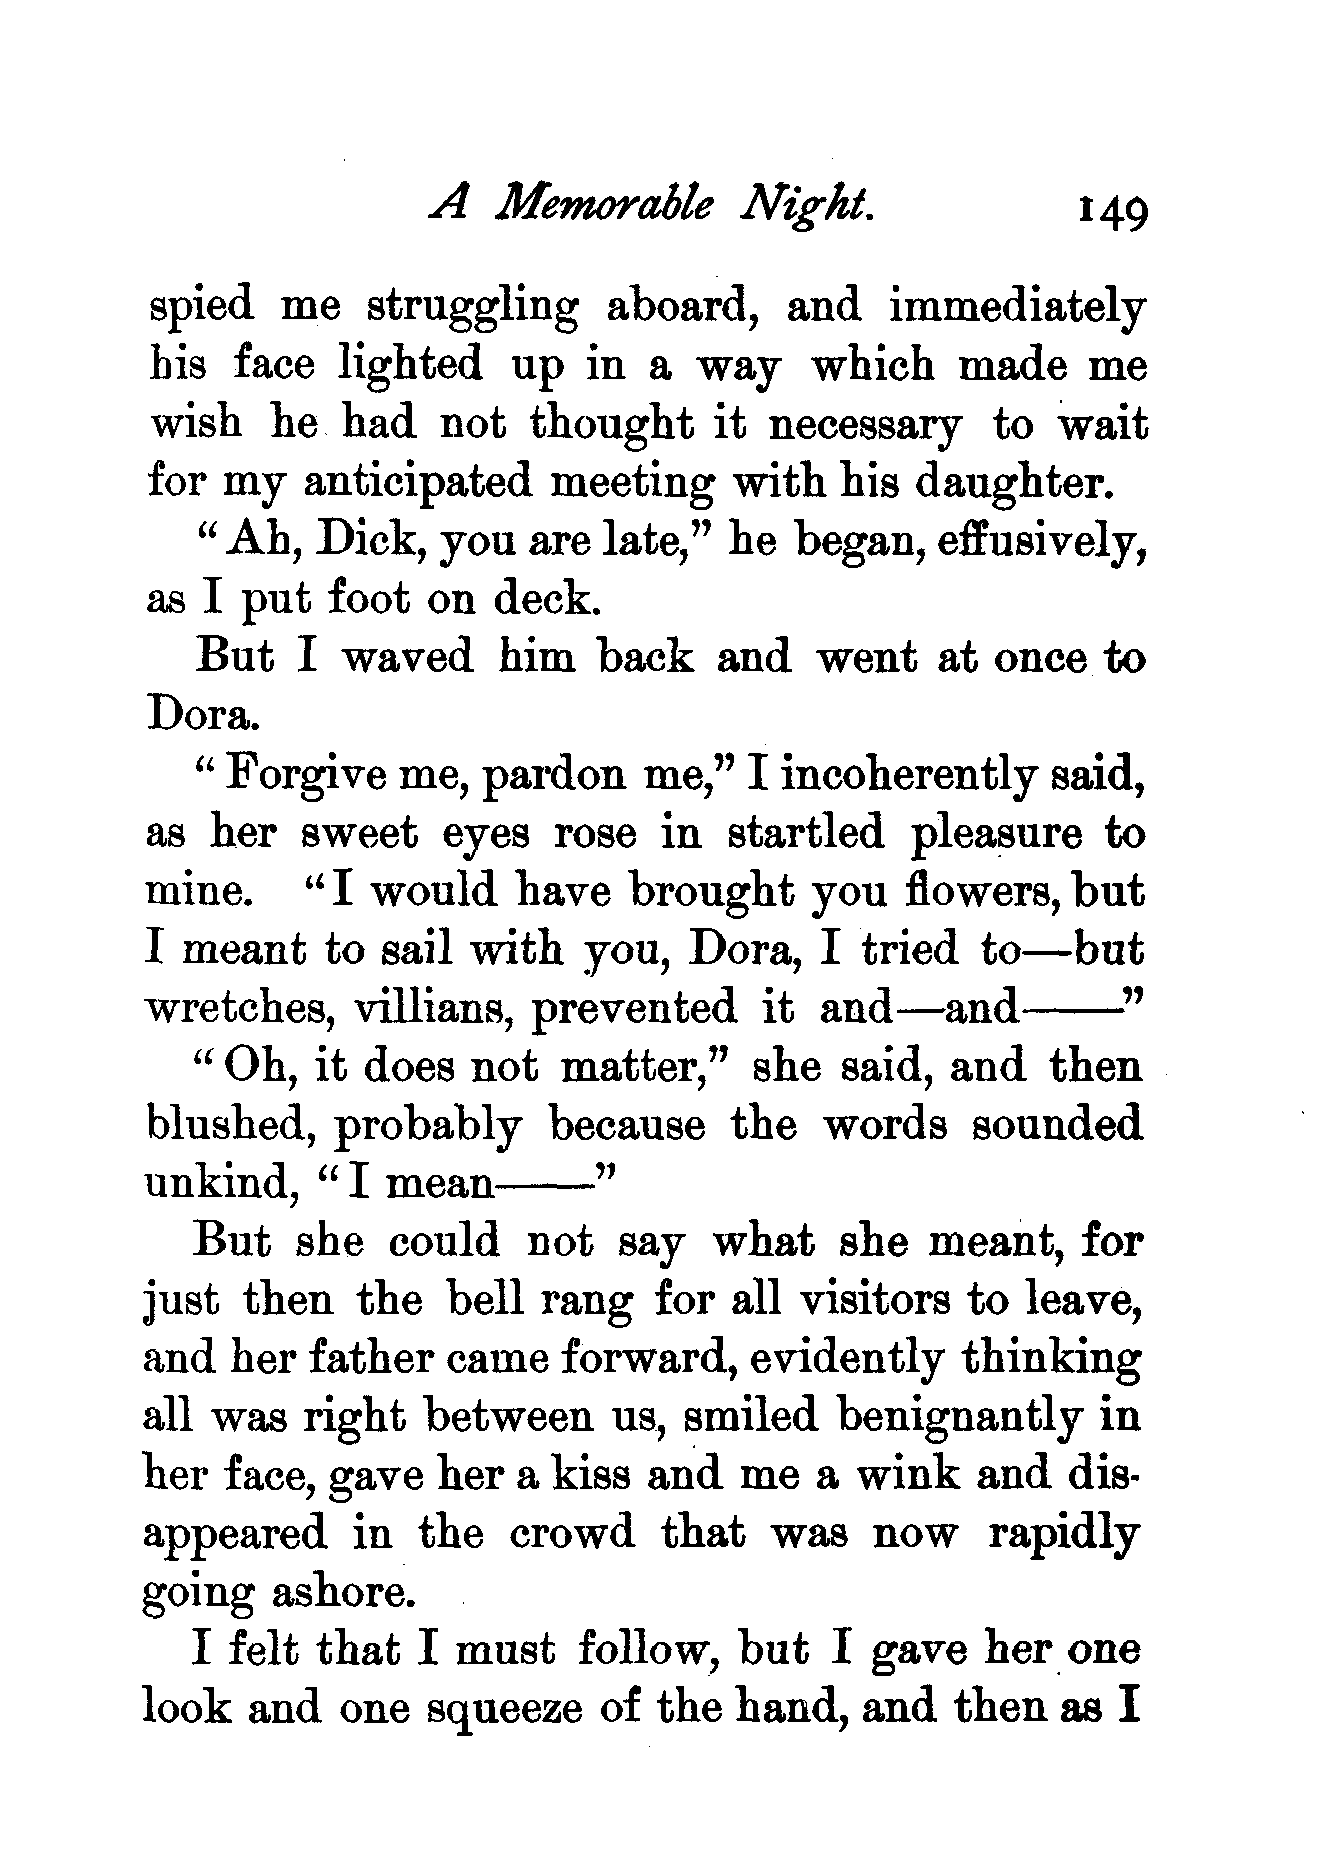 A Memorable Night. 149
spied me struggling aboard, and immediately
his face lighted up in a way which made me
wish he had not thought it necessary to wait
for my anticipated meeting with his daughter.
“Ah, Dick, you are late,” he began, effusively,
as I put foot on deck.
But I waved him back and went at once to
Dora.
“Forgive me, pardon me,” I incoherently said,
as her sweet eyes rose in startled pleasure to
mine. “I would have brought you flowers, but
I meant to sail with you, Dora, I tried to—but
wretches, villians, prevented it and—and——”
“Oh, it does not matter,” she said, and then
blushed, probably because the words sounded
unkind, “I mean——”
But she could not say what she meant, for
just then the bell rang for all visitors to leave,
and her father came forward, evidently thinking
all was right between us, smiled benignantly in
her face, gave her a kiss and me a wink and dis-
appeared in the crowd that was now rapidly
going ashore.
I felt that I must follow, but I gave her one
look and one squeeze of the hand, and then as I